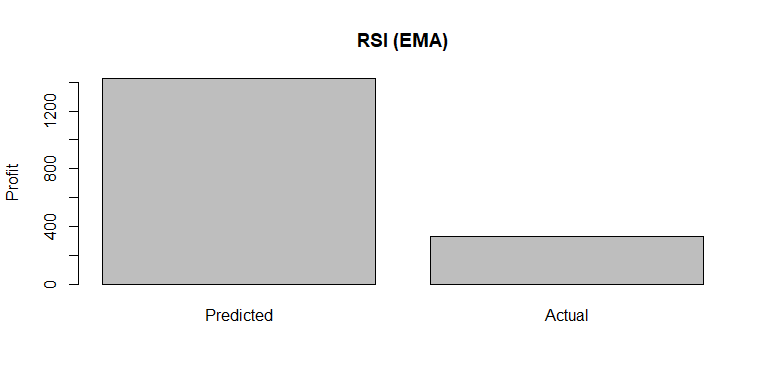 RSI (EMA)
Profit
1200
800
400
0
Predicted
Actual